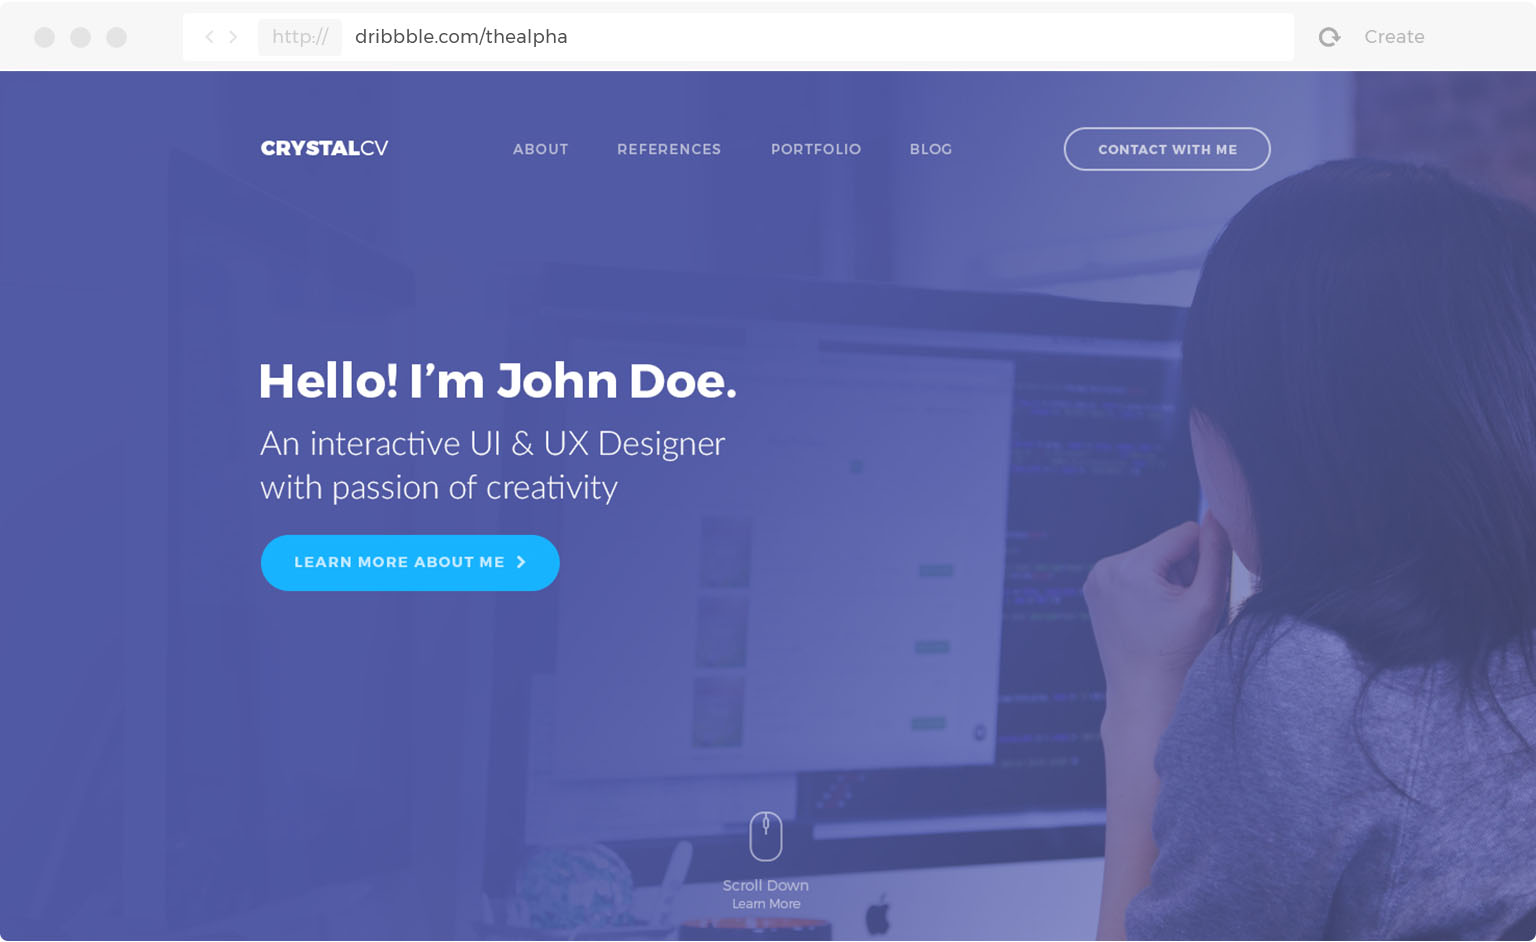 http://
dribbble.com/thealpha
Create
CRYSTALCV
ABOUT
REFERENCES
PORTFOLIO
BLOG
CONTACT WITH ME
Hello! I’m John Doe.
An interactive UI & UX Designer
with passion of creativity
LEARN MORE ABOUT ME
Scroll Down
Learn More